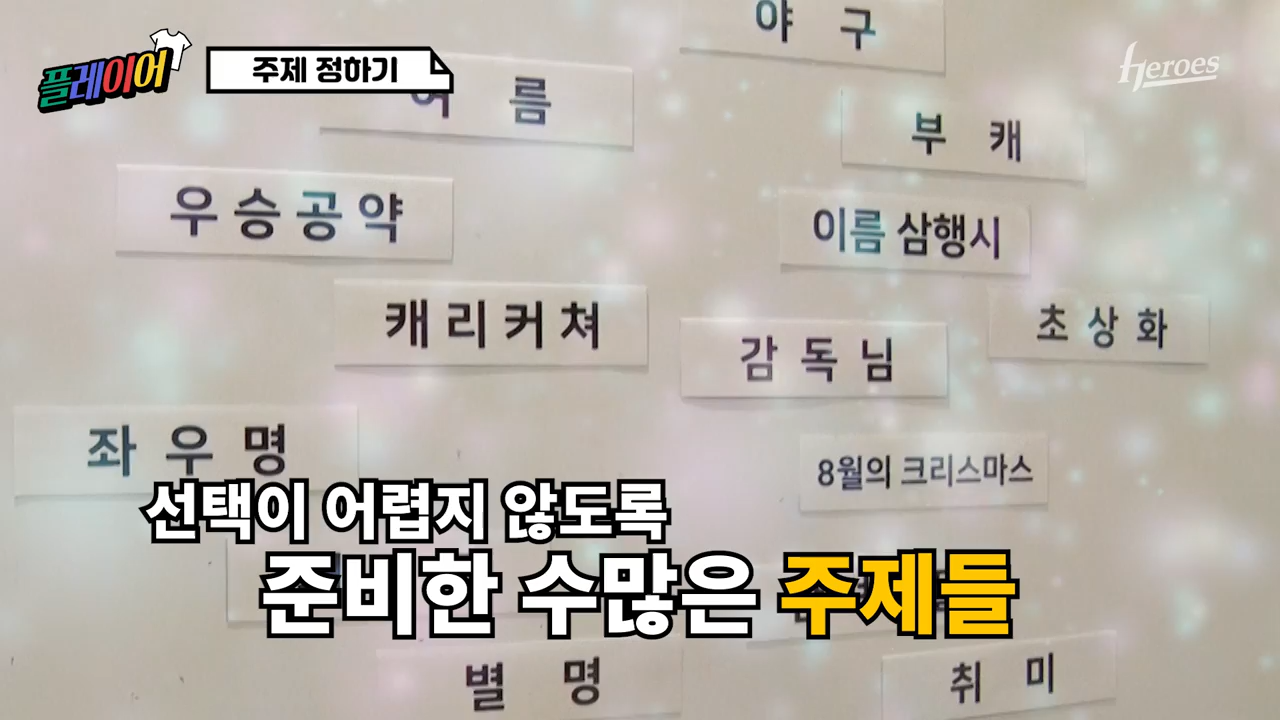 플레이어
주제 정하기
heroes
야 구
여 름
부 캐
우승공약
이름 삼행시
캐리커쳐
초상화
감독님
좌우명
8월의 크리스마스
선택이 어렵지 않도록
준비한 수많은 주제들
별 명
취 미